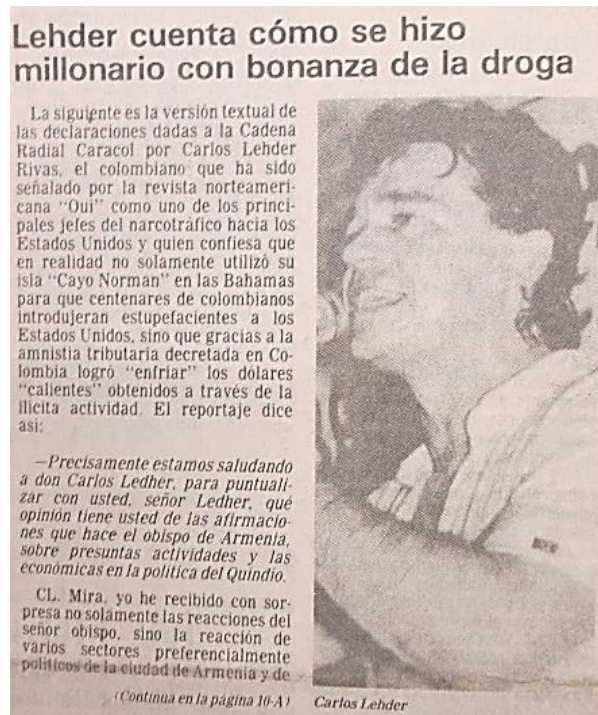 Lehder cuenta cómo se hizo
millonario con bonanza de la droga
La siguiente es la versión textual de
las declaraciones dadas a la Cadena
Radial Caracol por Carlos Lehder
Rivas, el colombiano que ha sido
señalado por la revista norteameri-
cana "Oui" como uno de los princi-
pales jefes del narcotráfico hacia los
Estados Unidos y quien confiesa que
en realidad no solamente utilizó su
isla "Cayo Norman" en las Bahamas
para que centenares de colombianos
introdujeran estupefacientes a los
Estados Unidos, sino que gracias a la
amnistía tributaria decretada en Co-
lombia logró "enfriar" los dólares
"calientes" obtenidos a través de la
ilícita actividad. El reportaje dice
así:
—Precisamente estamos saludando
a don Carlos Ledher, para puntuali-
zar con usted, señor Ledher, qué
opinión tiene usted de las afirmacio-
nes que hace el obispo de Armenia,
sobre presuntas actividades y las
económicas en la política del Quindío.
CL. Mira, yo he recibido con sor-
presa no solamente las reacciones del
señor obispo, sino la reacción de
varios sectores preferencialmente
políticos de la ciudad de Armenia y de
(Continúa en la página 10-A)
Carlos Lehder